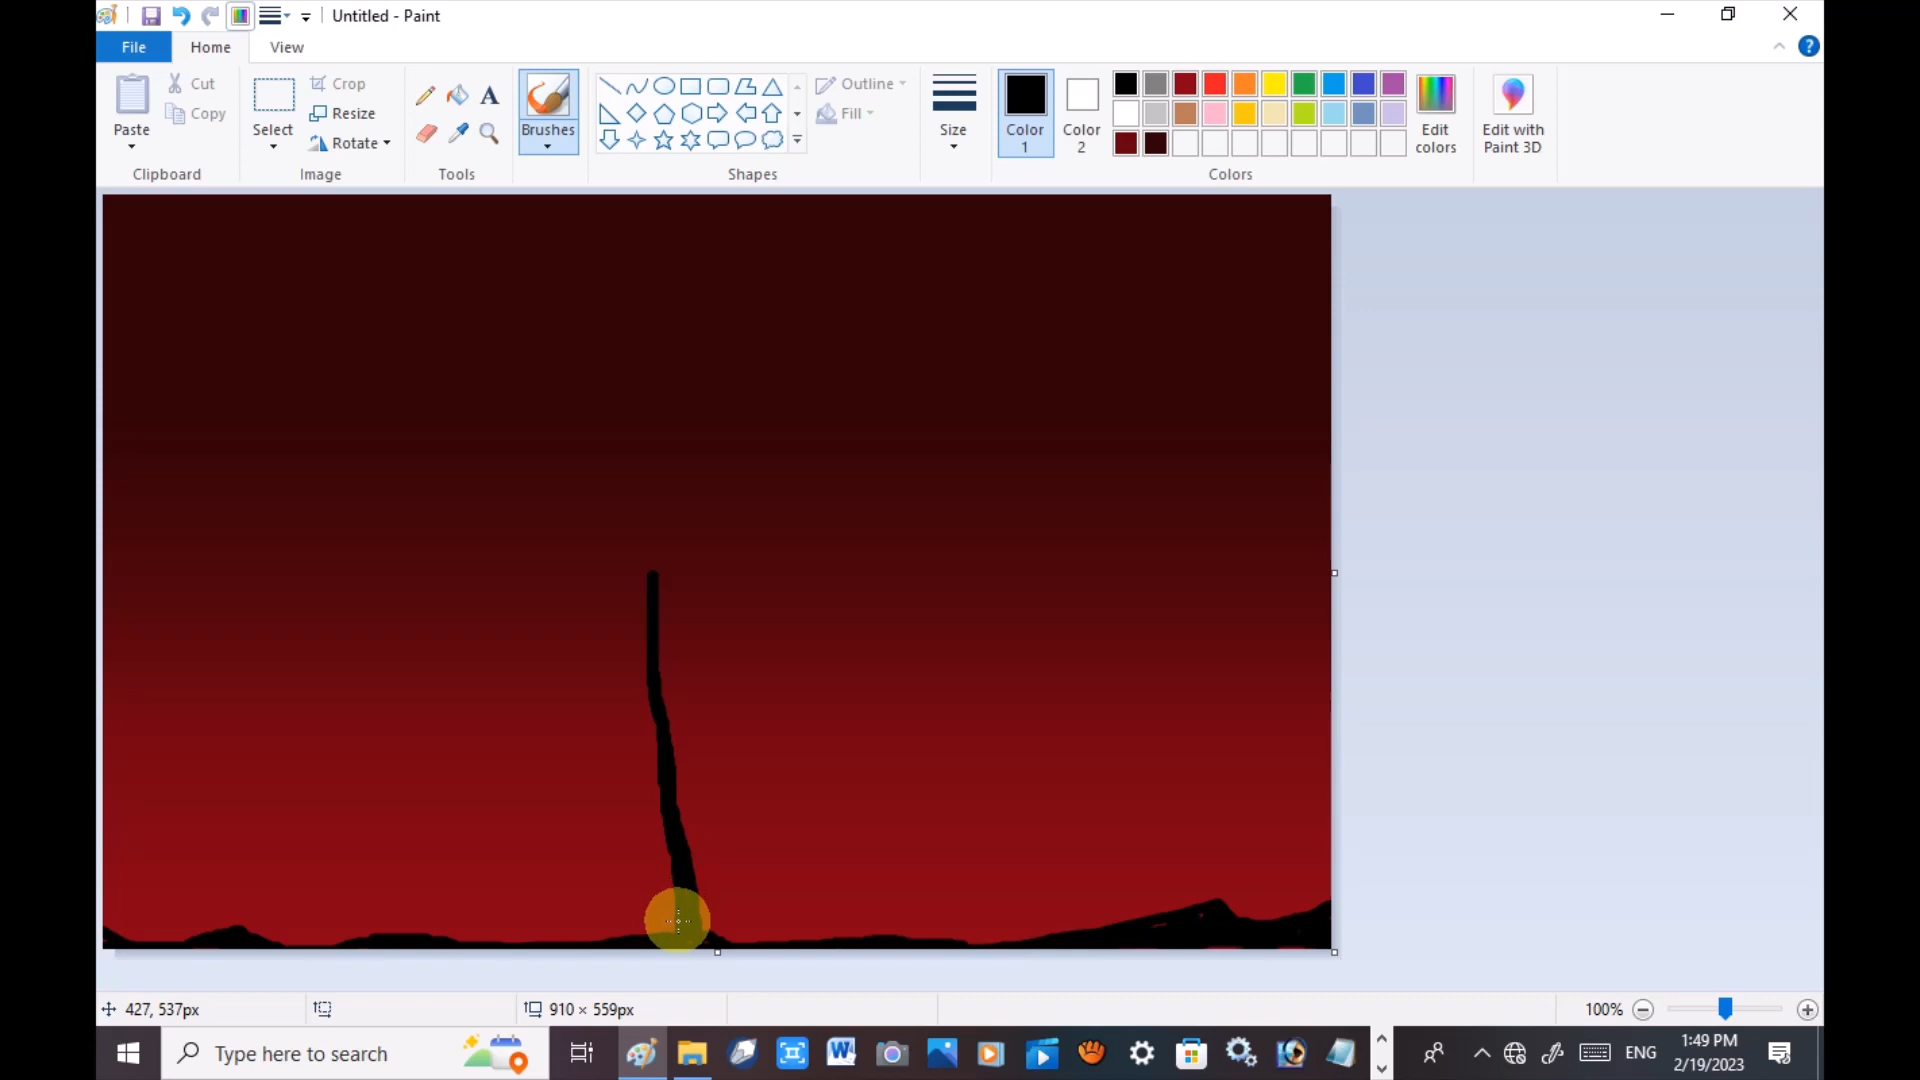 Untitled - Paint
File Home View
Paste Cut Copy Clipboard
Select Crop Resize Rotate Image
Tools
Brushes
Outline Fill Shapes
Size
Color 1
Color 2
Edit colors
Colors
Edit with Paint 3D
427, 537px 910 × 559px 100%
Type here to search ENG 1:49 PM
2/19/2023